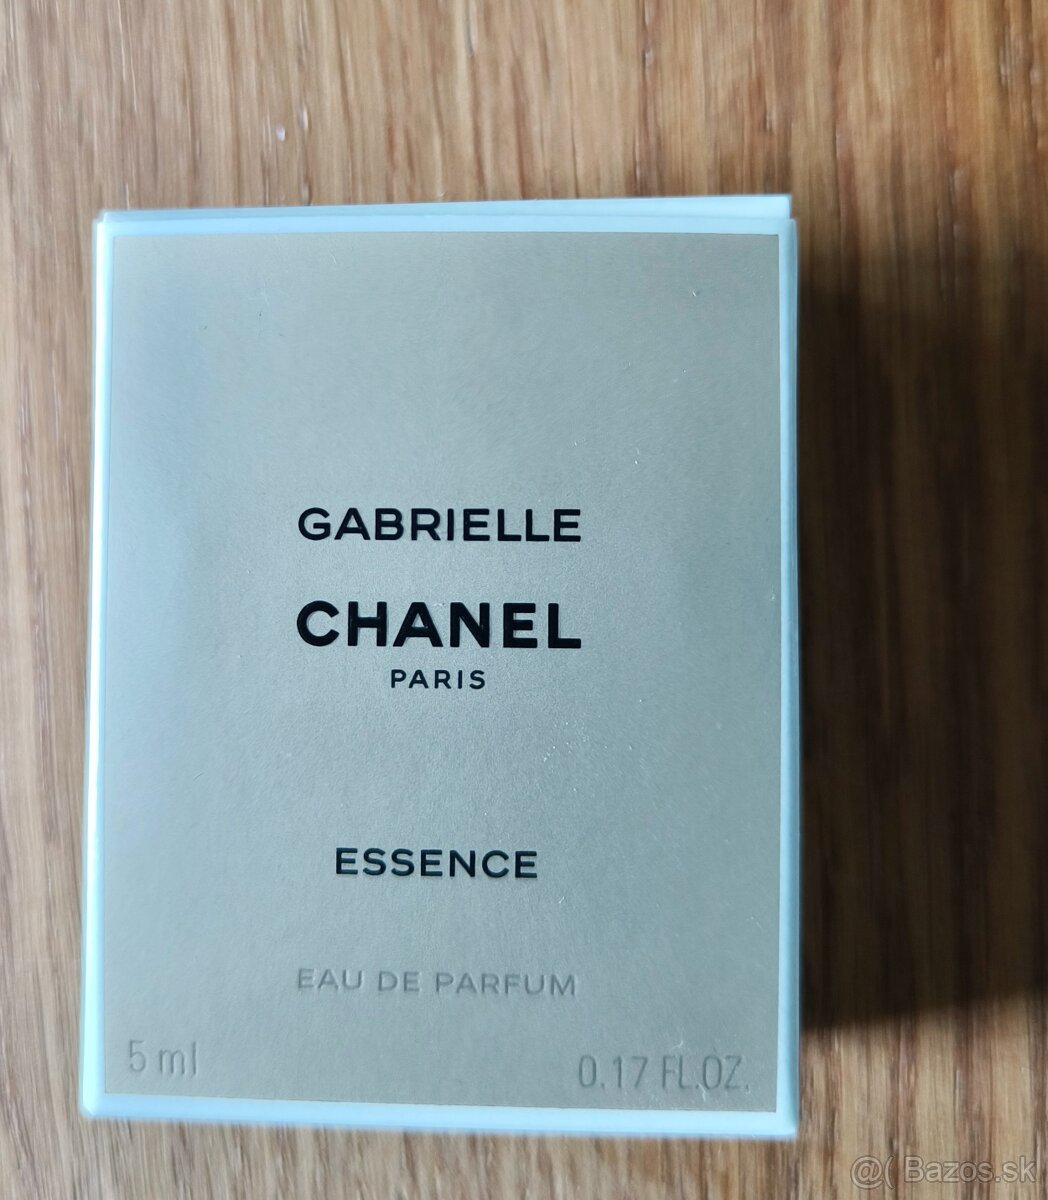 GABRIELLE
CHANEL
PARIS
ESSENCE
EAU DE PARFUM
5 ml 0.17 FL.OZ.
@( Bazos.sk